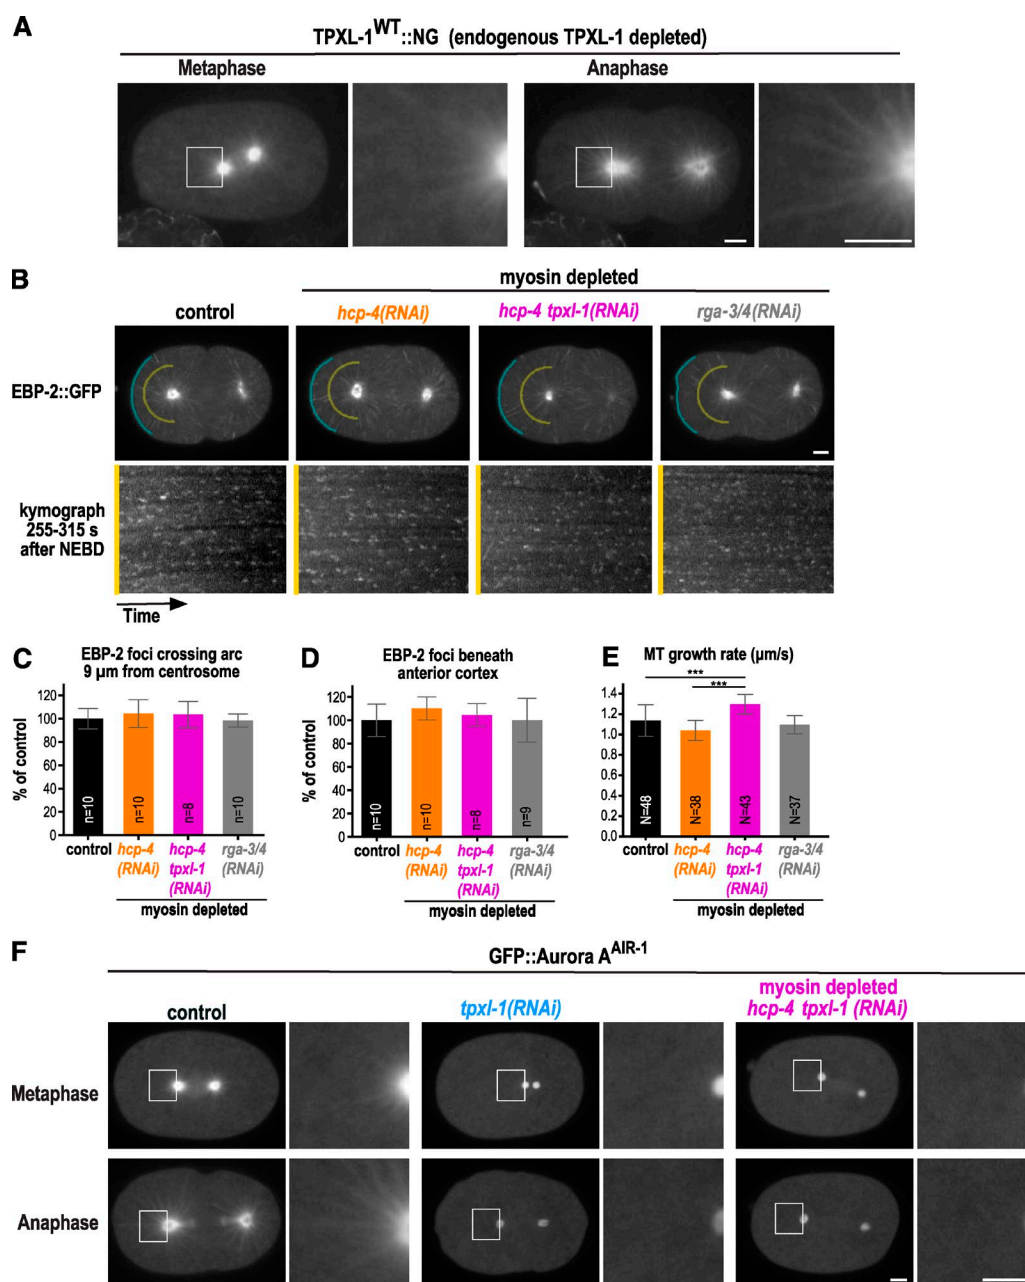 A
TPXL-1WT::NG (endogenous TPXL-1 depleted)
Metaphase Anaphase
B
myosin depleted
control hcp-4(RNAi) hcp-4 tpxl-1(RNAi) rga-3/4(RNAi)
EBP-2::GFP
kymograph
255-315 s
after NEBD
Time
C
EBP-2 foci crossing arc
9 µm from centrosome
% of control
120
100
80
60
40
20
0
n=10 n=10 n=8 n=10
control hcp-4 (RNAi) hcp-4 tpxl-1 (RNAi) rga-3/4 (RNAi)
myosin depleted
D
EBP-2 foci beneath
anterior cortex
% of control
120
100
80
60
40
20
0
n=10 n=10 n=8 n=9
control hcp-4 (RNAi) hcp-4 tpxl-1 (RNAi) rga-3/4 (RNAi)
myosin depleted
E
MT growth rate (µm/s)
***
***
1.4
1.2
1.0
0.8
0.6
0.4
0.2
0.0
N=48 N=38 N=43 N=37
control hcp-4 (RNAi) hcp-4 tpxl-1 (RNAi) rga-3/4 (RNAi)
myosin depleted
F
GFP::Aurora AAIR-1
control tpxl-1(RNAi) myosin depleted
hcp-4 tpxl-1 (RNAi)
Metaphase
Anaphase